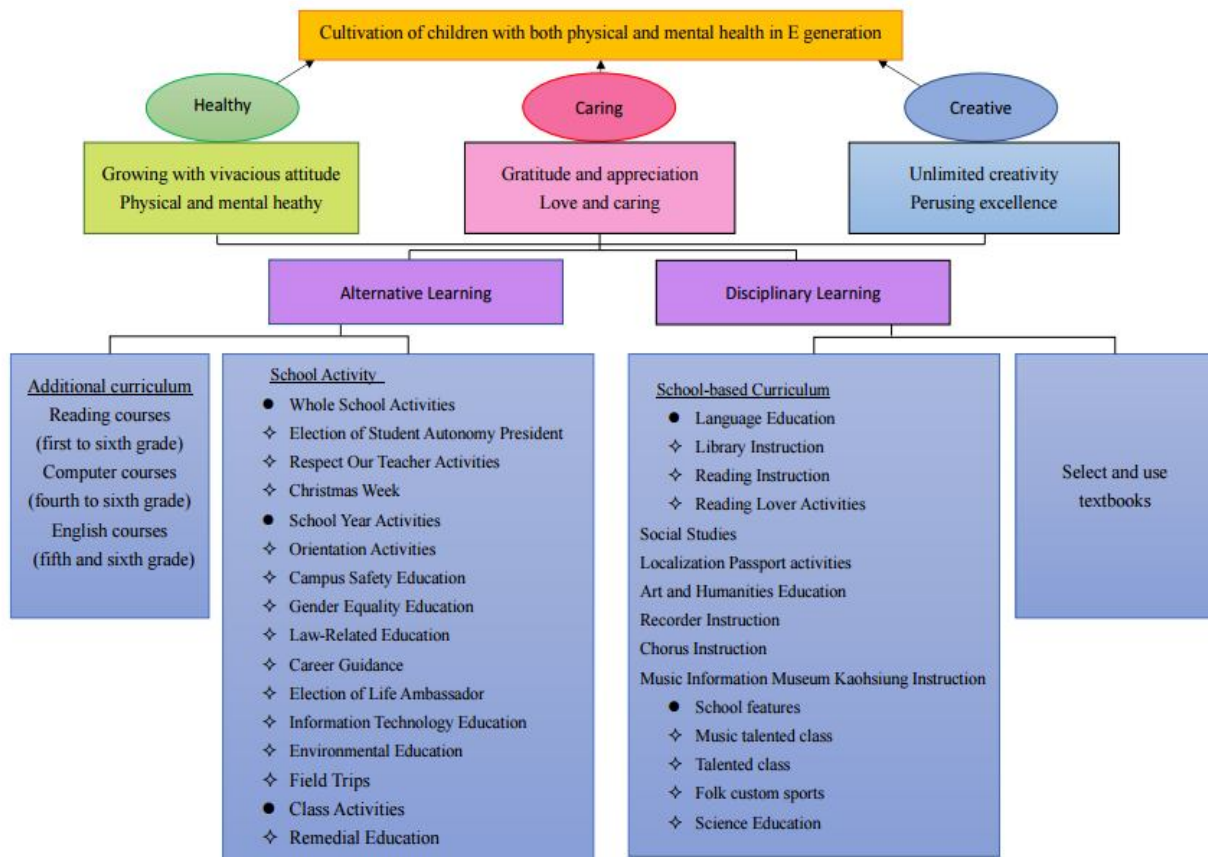 Cultivation of children with both physical and mental health in E generation
Healthy
Caring
Creative
Growing with vivacious attitude
Physical and mental heathy
Gratitude and appreciation
Love and caring
Unlimited creativity
Perusing excellence
Alternative Learning
Disciplinary Learning
Additional curriculum
Reading courses
(first to sixth grade)
Computer courses
(fourth to sixth grade)
English courses
(fifth and sixth grade)
School Activity
● Whole School Activities
✧ Election of Student Autonomy President
✧ Respect Our Teacher Activities
✧ Christmas Week
● School Year Activities
✧ Orientation Activities
✧ Campus Safety Education
✧ Gender Equality Education
✧ Law-Related Education
✧ Career Guidance
✧ Election of Life Ambassador
✧ Information Technology Education
✧ Environmental Education
✧ Field Trips
● Class Activities
✧ Remedial Education
School-based Curriculum
● Language Education
✧ Library Instruction
✧ Reading Instruction
✧ Reading Lover Activities
Social Studies
Localization Passport activities
Art and Humanities Education
Recorder Instruction
Chorus Instruction
Music Information Museum Kaohsiung Instruction
● School features
✧ Music talented class
✧ Talented class
✧ Folk custom sports
✧ Science Education
Select and use
textbooks